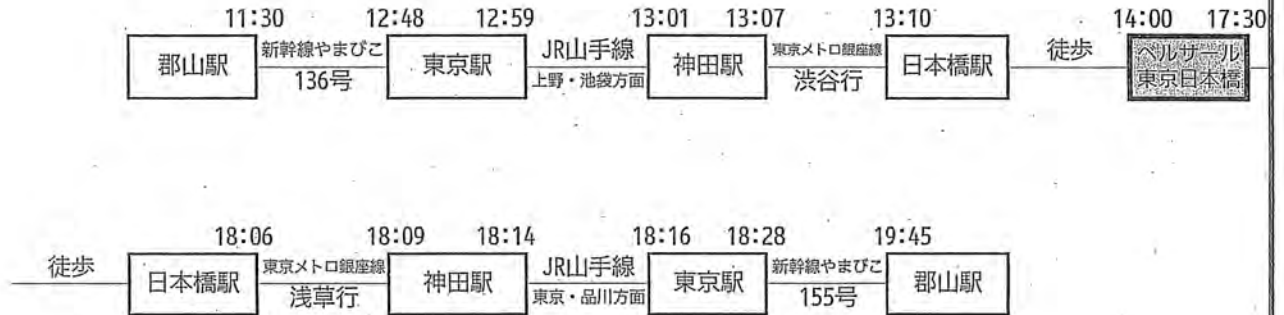 11:30 12:48 12:59 13:01 13:07 13:10 14:00 17:30
郡山駅 新幹線やまびこ 136号 東京駅 JR山手線 上野・池袋方面 神田駅 東京メトロ銀座線 渋谷行 日本橋駅 徒歩 ベルサール 東京日本橋
18:06 18:09 18:14 18:16 18:28 19:45
徒歩 日本橋駅 東京メトロ銀座線 浅草行 神田駅 JR山手線 東京・品川方面 東京駅 新幹線やまびこ 155号 郡山駅